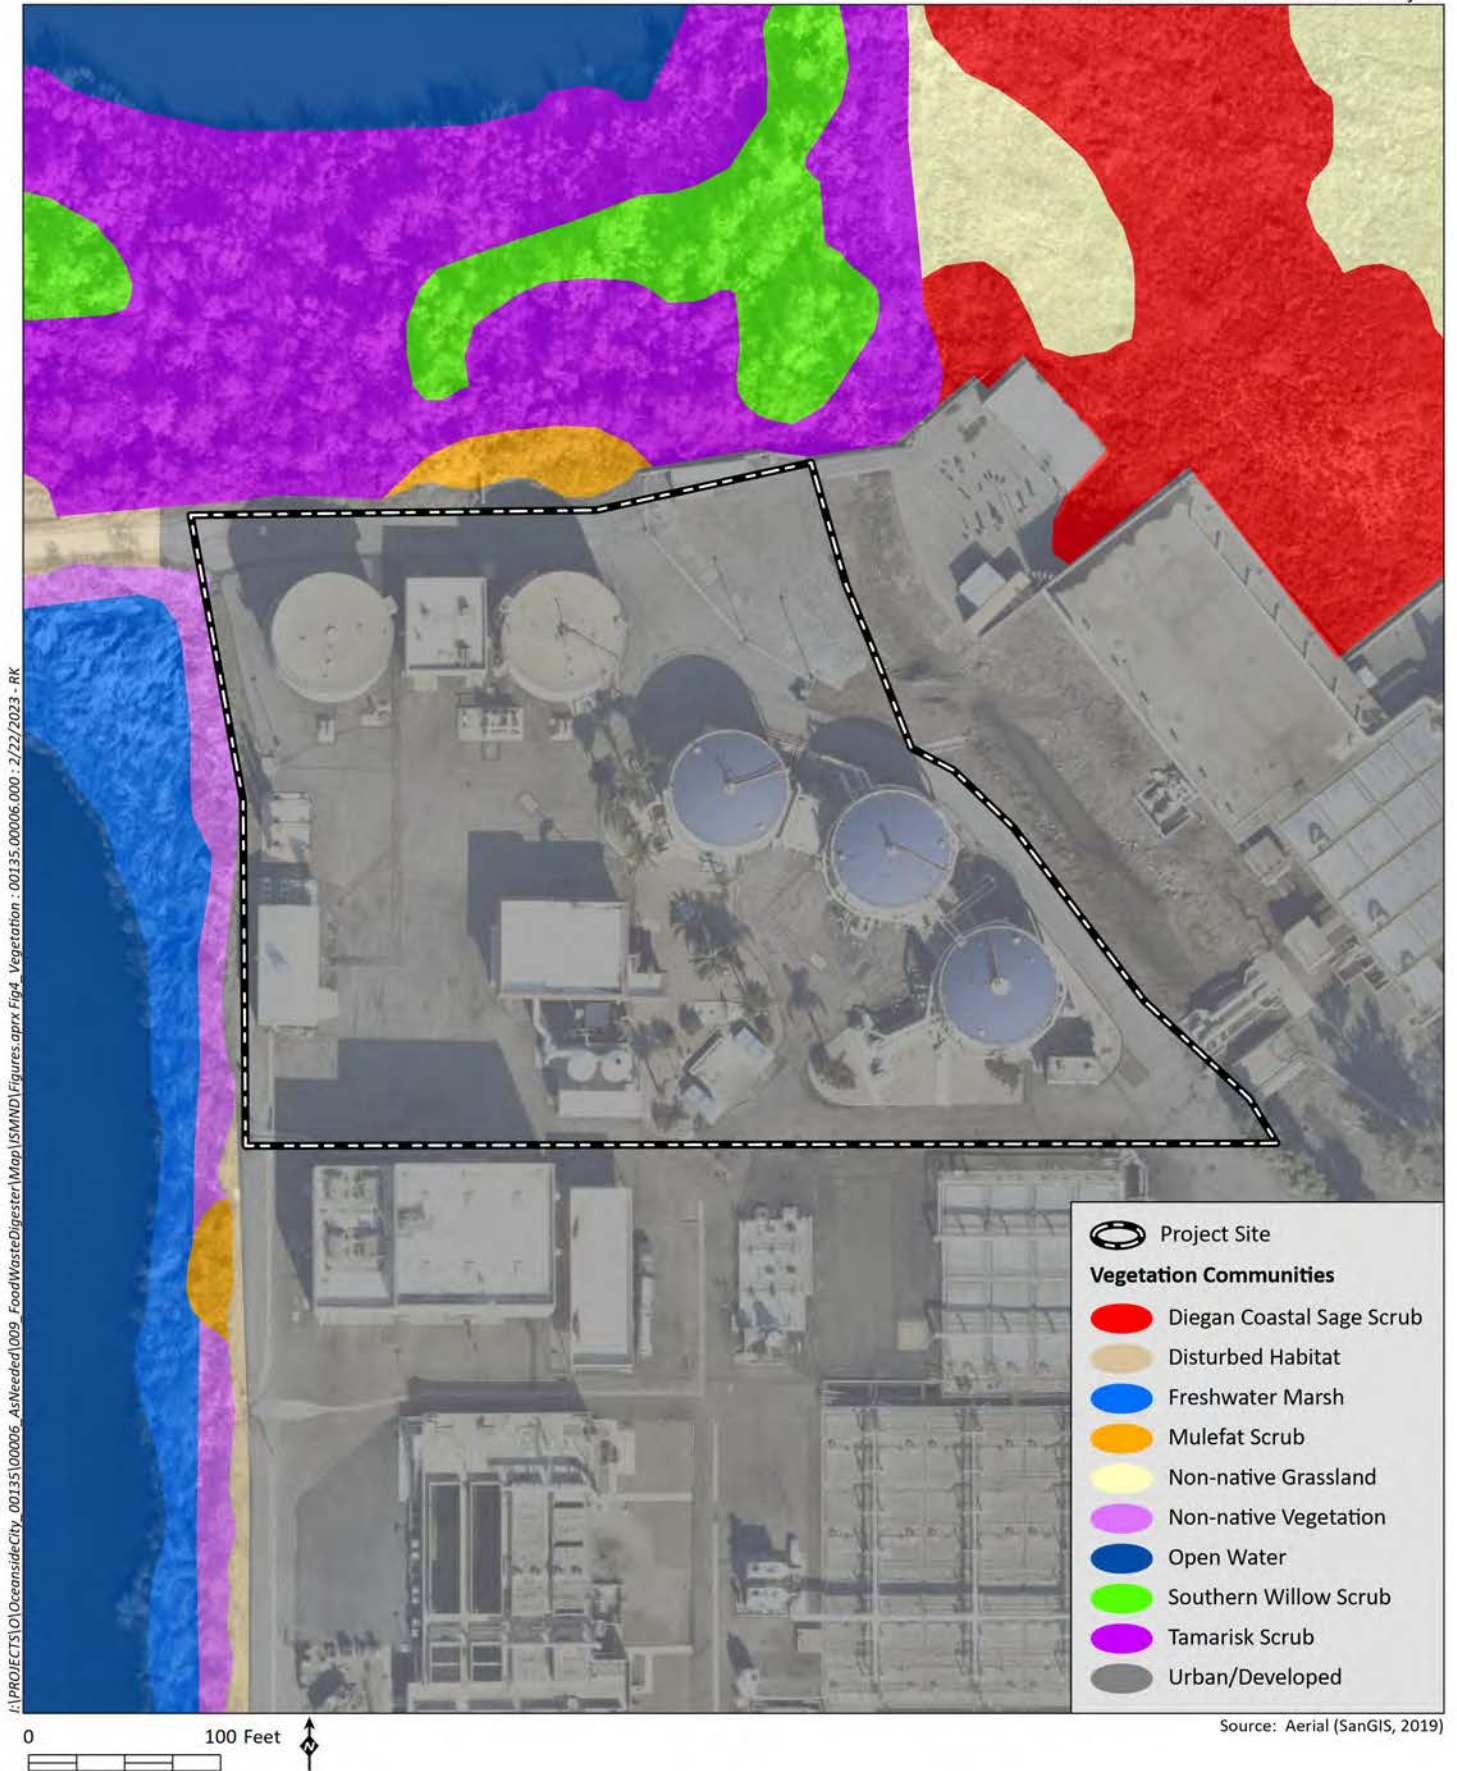 I:\PROJECTS\O\OceansideCity_00135\00006_AsNeeded\009_FoodWasteDigester\Map\ISMND\Figures.aprx Fig4_Vegetation : 00135.00006.000 : 2/22/2023 - RK
Project Site
Vegetation Communities
Diegan Coastal Sage Scrub
Disturbed Habitat
Freshwater Marsh
Mulefat Scrub
Non-native Grassland
Non-native Vegetation
Open Water
Southern Willow Scrub
Tamarisk Scrub
Urban/Developed
0 100 Feet
N
Source: Aerial (SanGIS, 2019)